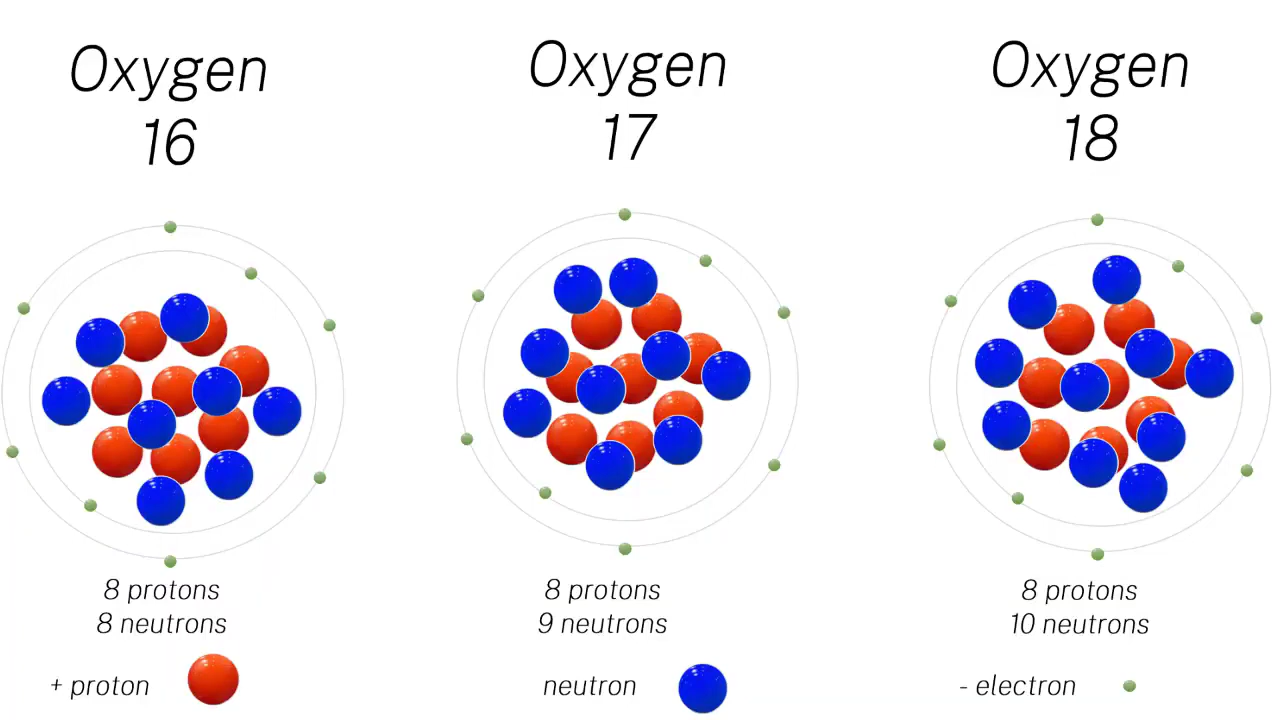 Oxygen
16
Oxygen
17
Oxygen
18
8 protons
8 neutrons
8 protons
9 neutrons
8 protons
10 neutrons
+ proton
neutron
- electron